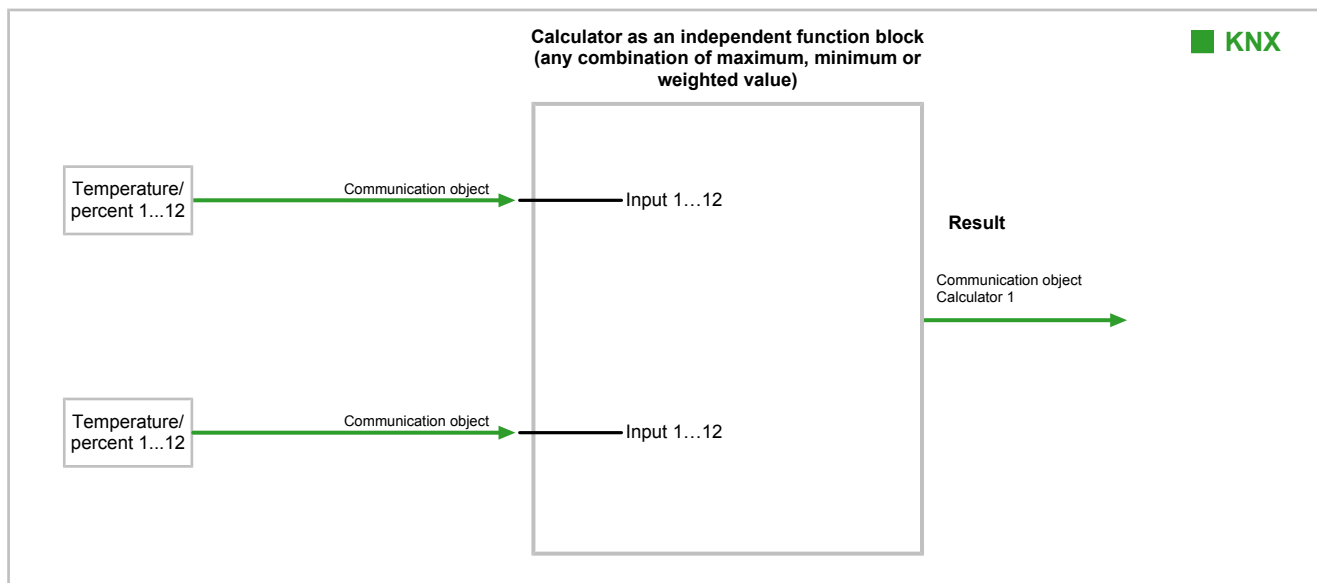 Calculator as an independent function block
(any combination of maximum, minimum or
weighted value)
KNX
Temperature/
percent 1...12
Communication object
Input 1…12
Result
Communication object
Calculator 1
Temperature/
percent 1...12
Communication object
Input 1…12